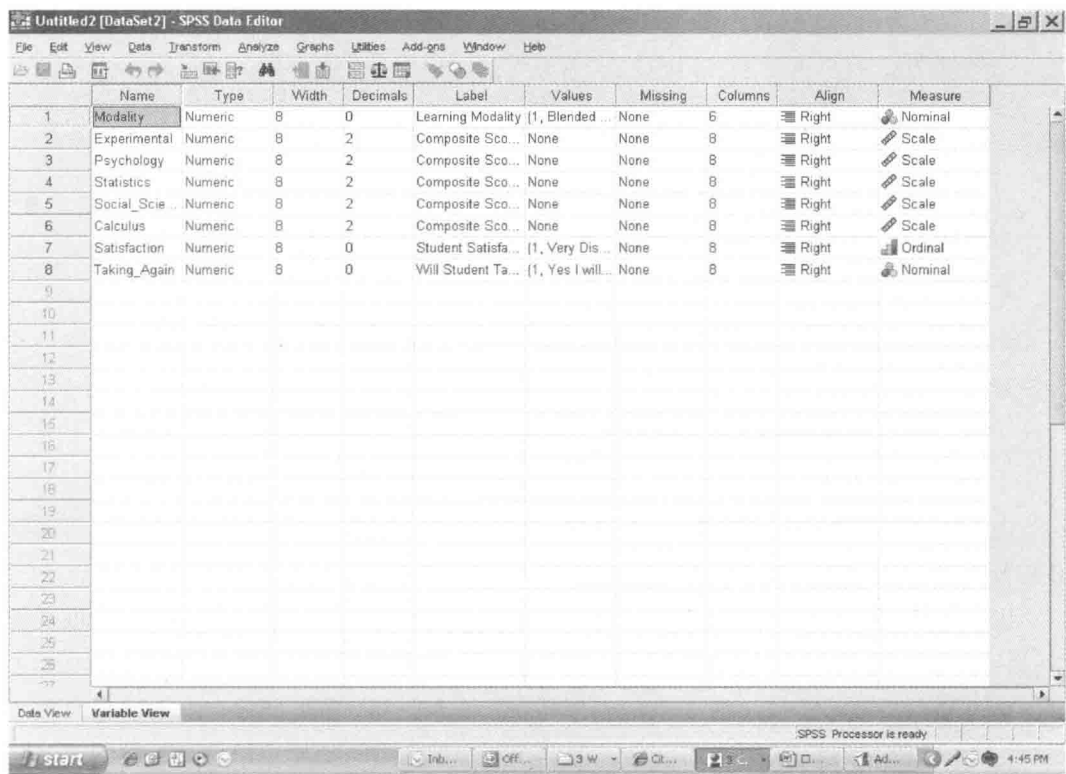 Untitled2 [DataSet2] - SPSS Data Editor
File Edit View Data Transform Analyze Graphs Utilities Add-ons Window Help
Name Type Width Decimals Label Values Missing Columns Align Measure
1 Modality Numeric 8 0 Learning Modality {1, Blended ... None 6 Right Nominal
2 Experimental Numeric 8 2 Composite Sco... None None 8 Right Scale
3 Psychology Numeric 8 2 Composite Sco... None None 8 Right Scale
4 Statistics Numeric 8 2 Composite Sco... None None 8 Right Scale
5 Social_Scie... Numeric 8 2 Composite Sco... None None 8 Right Scale
6 Calculus Numeric 8 2 Composite Sco... None None 8 Right Scale
7 Satisfaction Numeric 8 0 Student Satisfa... {1, Very Dis... None 8 Right Ordinal
8 Taking_Again Numeric 8 0 Will Student Ta... {1, Yes I will... None 8 Right Nominal
9
10
11
12
13
14
15
16
17
18
19
20
21
22
23
24
25
26
27
Data View Variable View
SPSS Processor is ready
start Inb... Off... 3 W Ad... 4:45 PM